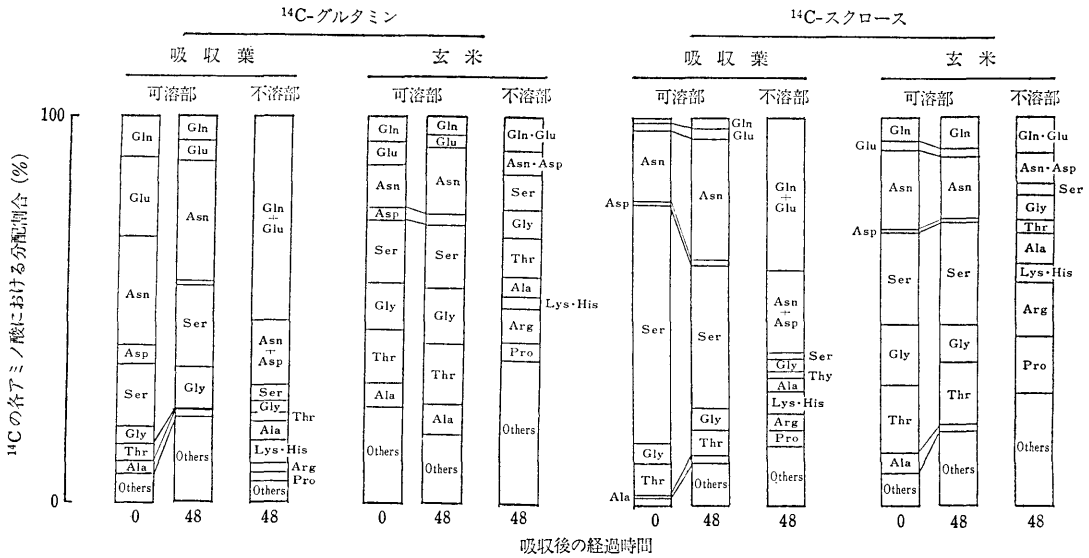 ¹⁴C-グルタミン
¹⁴C-スクロース
吸収葉
玄米
吸収葉
玄米
可溶部
不溶部
可溶部
不溶部
可溶部
不溶部
可溶部
不溶部
¹⁴Cの各アミノ酸における分配割合 (%)
100
0
Gln
Glu
Asn
Asp
Ser
Gly
Thr
Ala
Others
Gln
Glu
Asn
Ser
Gly
Others
Gln
+
Glu
Asn
+
Asp
Ser
Gly
Thr
Ala
Lys・His
Arg
Pro
Others
Gln
Glu
Asn
Asp
Ser
Gly
Thr
Ala
Others
Gln
Glu
Asn
Ser
Gly
Thr
Ala
Others
Gln・Glu
Asn・Asp
Ser
Gly
Thr
Ala
Lys・His
Arg
Pro
Others
Asn
Asp
Ser
Gly
Thr
Ala
Gln
Glu
Asn
Ser
Gly
Thr
Others
Gln
+
Glu
Asn
+
Asp
Ser
Gly
Thy
Ala
Lys・His
Arg
Pro
Others
Gln
Glu
Asn
Asp
Ser
Gly
Thr
Ala
Others
Gln
Asn
Ser
Gly
Thr
Others
Gln・Glu
Asn・Asp
Ser
Gly
Thr
Ala
Lys・His
Arg
Pro
Others
0 48 48 0 48 48 0 48 48 0 48 48
吸収後の経過時間